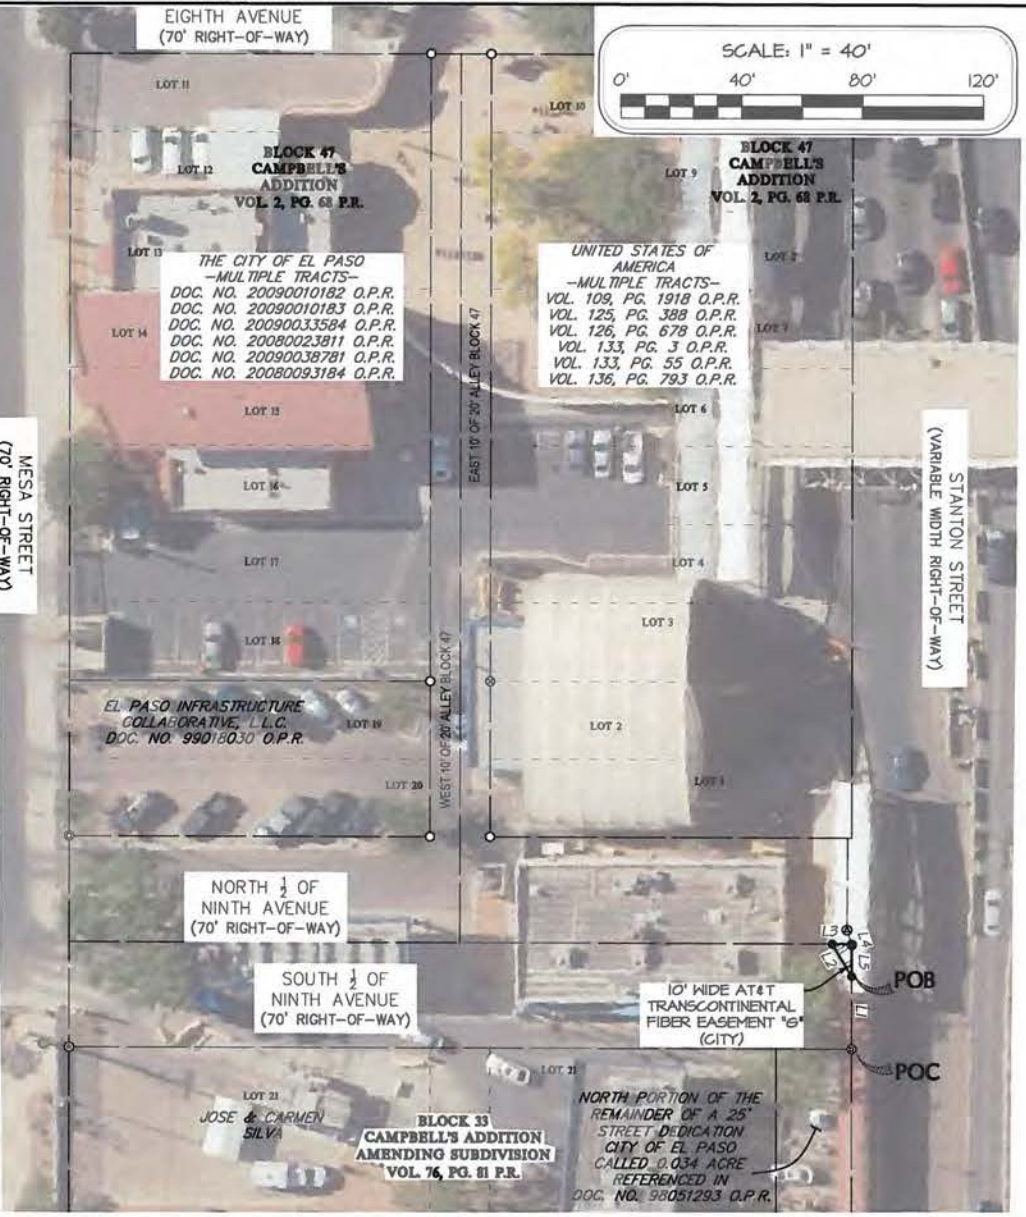 EIGHTH AVENUE
(70' RIGHT-OF-WAY)
SCALE: 1" = 40'
0' 40' 80' 120'
LOT 11
LOT 10
LOT 12
BLOCK 47
CAMPBELL'S
ADDITION
VOL. 2, PG. 68 P.R.
LOT 9
BLOCK 47
CAMPBELL'S
ADDITION
VOL. 2, PG. 68 P.R.
LOT 13
THE CITY OF EL PASO
-MULTIPLE TRACTS-
DOC. NO. 20090010182 O.P.R.
DOC. NO. 20090010183 O.P.R.
DOC. NO. 20090033584 O.P.R.
DOC. NO. 20080023811 O.P.R.
DOC. NO. 20090038781 O.P.R.
DOC. NO. 20080093184 O.P.R.
UNITED STATES OF
AMERICA
-MULTIPLE TRACTS-
VOL. 109, PG. 1918 O.P.R.
VOL. 125, PG. 388 O.P.R.
VOL. 126, PG. 678 O.P.R.
VOL. 133, PG. 3 O.P.R.
VOL. 133, PG. 55 O.P.R.
VOL. 136, PG. 793 O.P.R.
LOT
LOT 7
LOT 14
LOT 15
LOT 6
EAST 10' OF 20' ALLEY BLOCK 47
LOT 16
LOT 5
MESA STREET
(70' RIGHT-OF-WAY)
STANTON STREET
(VARIABLE WIDTH RIGHT-OF-WAY)
LOT 17
LOT 4
LOT 18
LOT 3
EL PASO INFRASTRUCTURE
COLLABORATIVE, L.L.C.
DOC. NO. 99018030 O.P.R.
LOT 19
LOT 2
WEST 10' OF 20' ALLEY BLOCK 47
LOT 20
LOT 1
NORTH ½ OF
NINTH AVENUE
(70' RIGHT-OF-WAY)
L3
L4
L2
L5
L1
POB
SOUTH ½ OF
NINTH AVENUE
(70' RIGHT-OF-WAY)
10' WIDE AT&T
TRANSCONTINENTAL
FIBER EASEMENT "G"
(CITY)
POC
LOT 21
LOT 21
JOSE & CARMEN
SILVA
BLOCK 33
CAMPBELL'S ADDITION
AMENDING SUBDIVISION
VOL. 76, PG. 81 P.R.
NORTH PORTION OF THE
REMAINDER OF A 25'
STREET DEDICATION
CITY OF EL PASO
CALLED 0.034 ACRE
REFERENCED IN
DOC. NO. 98051293 O.P.R.